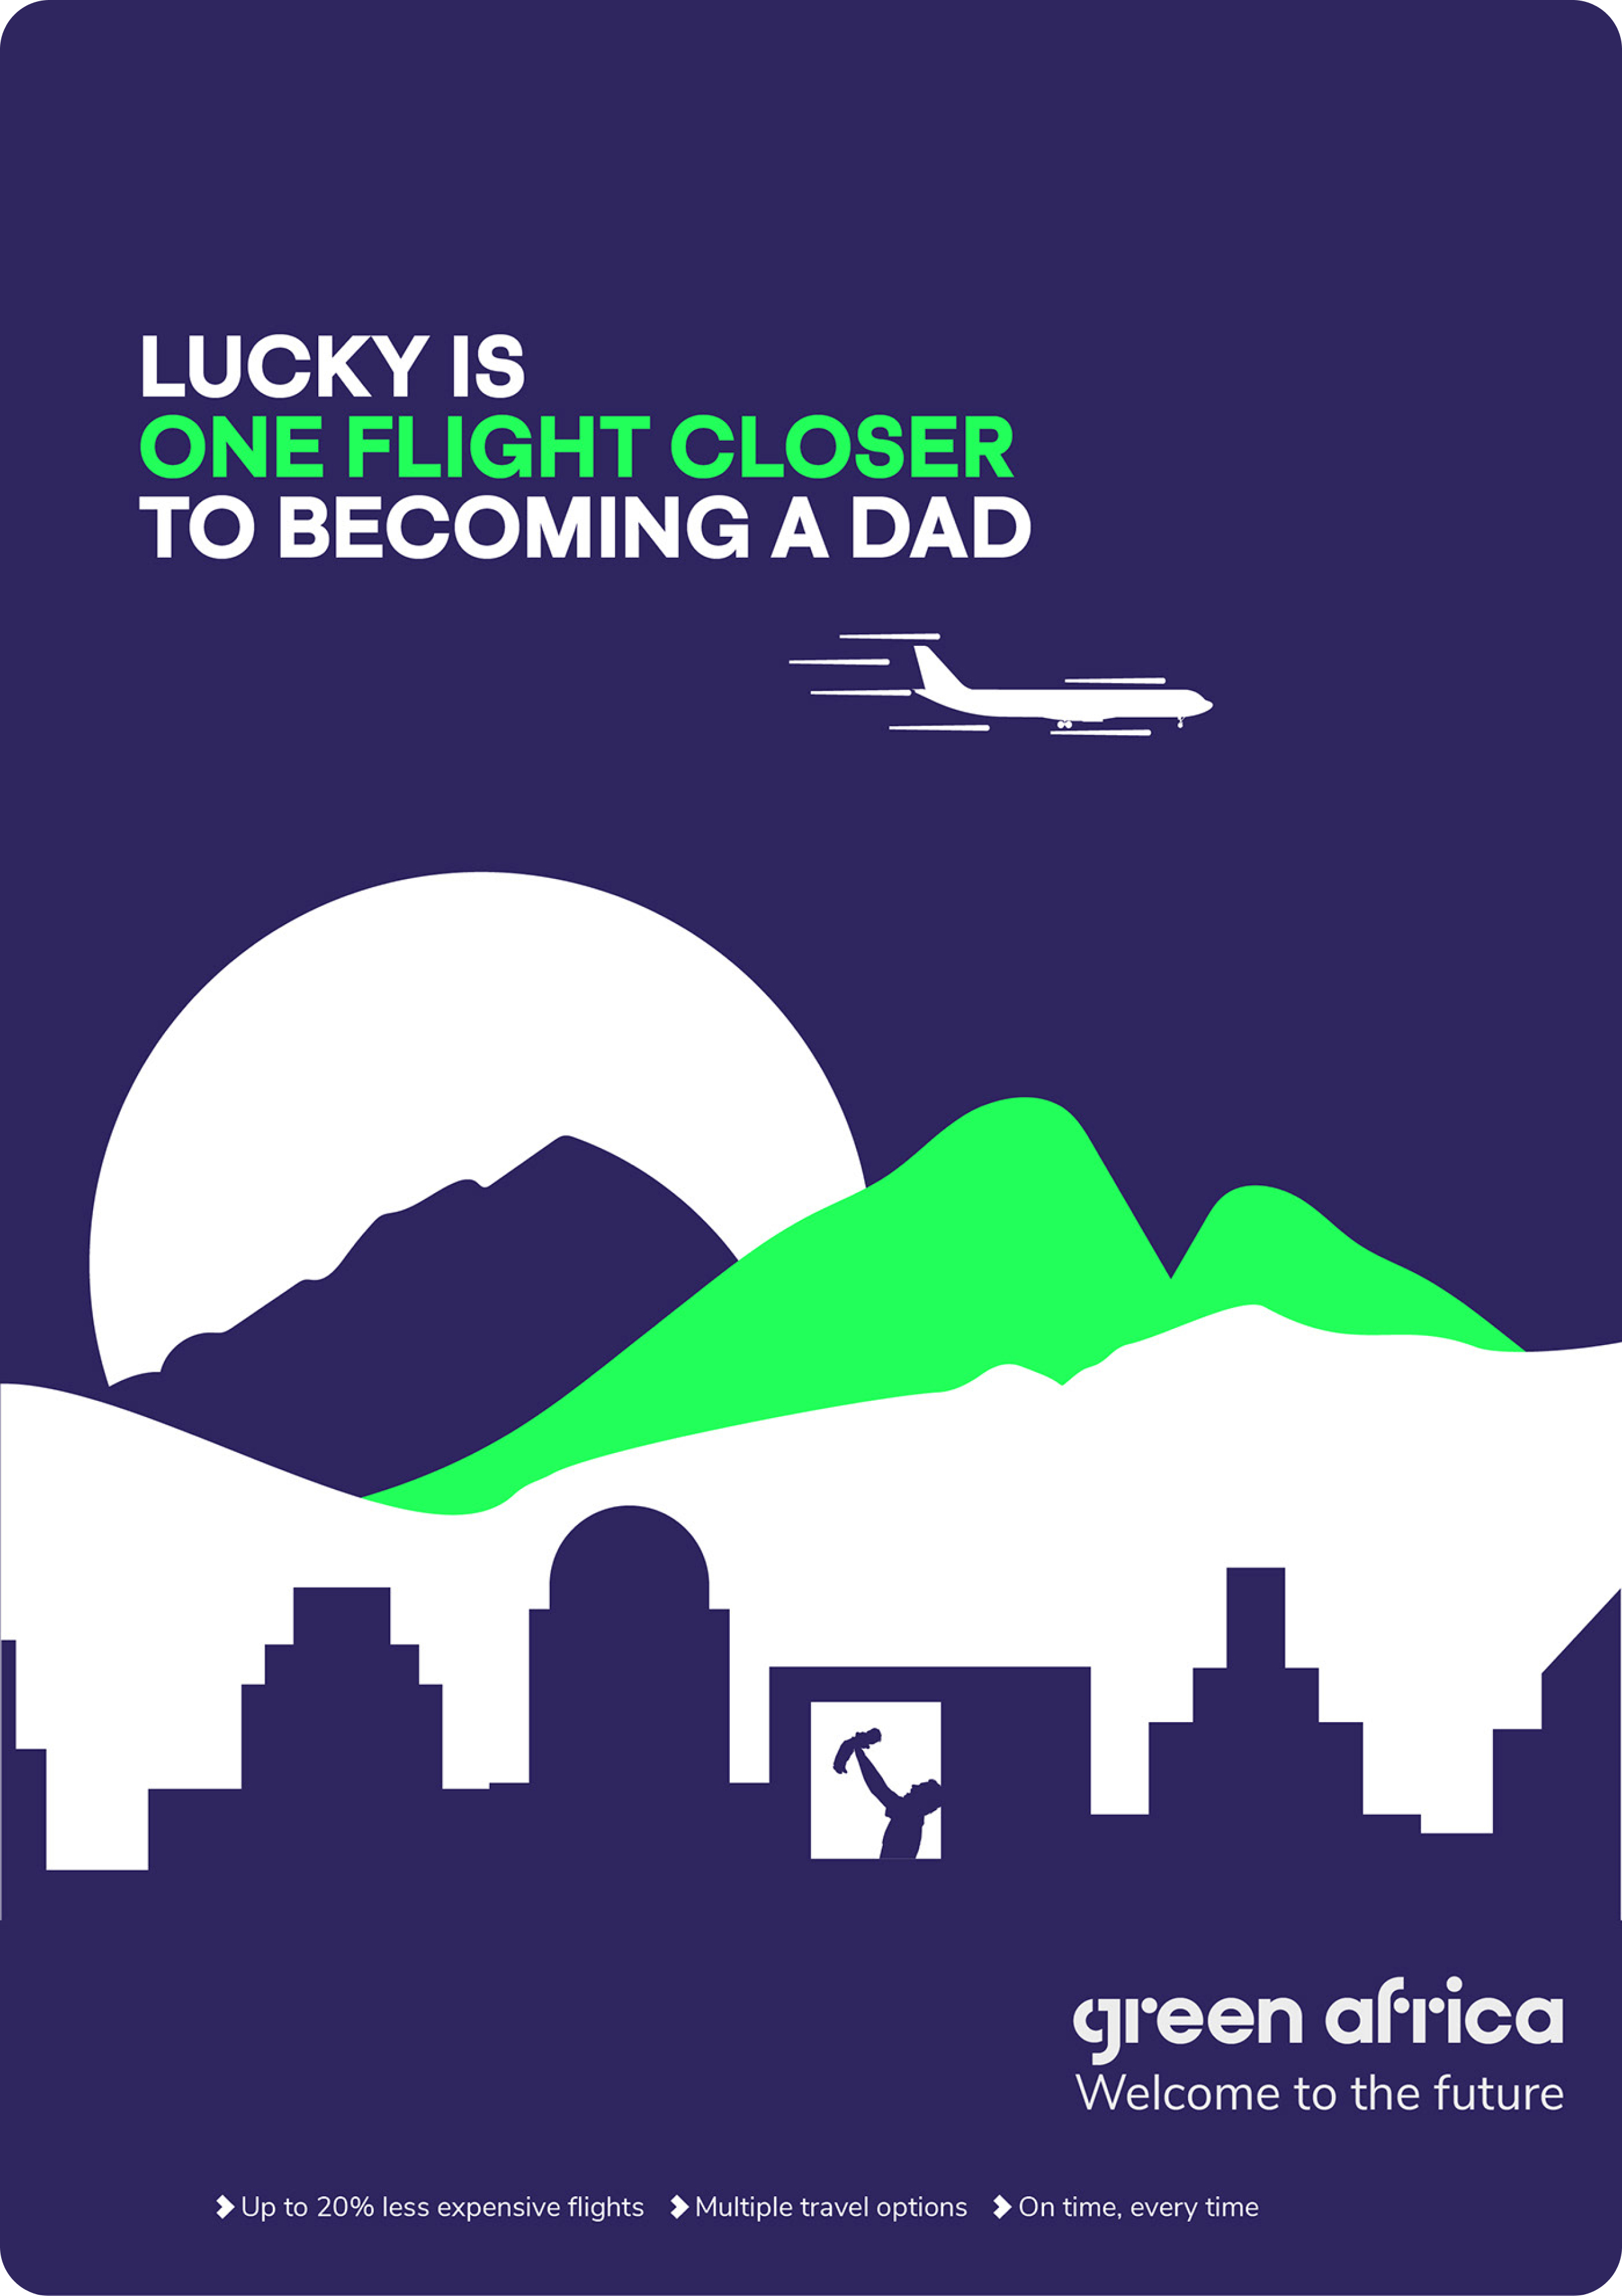 LUCKY IS
ONE FLIGHT CLOSER
TO BECOMING A DAD
green africa
Welcome to the future
Up to 20% less expensive flights Multiple travel options On time, every time